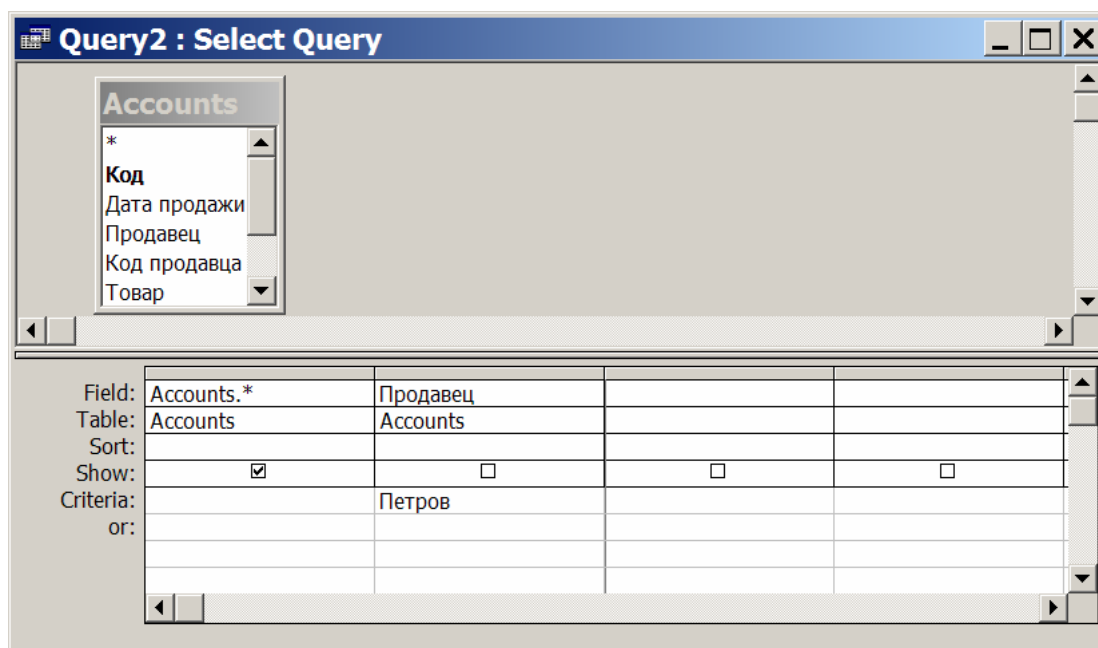 Query2 : Select Query
Accounts
*
Код
Дата продажи
Продавец
Код продавца
Товар
Field: Accounts.* Продавец
Table: Accounts Accounts
Sort:
Show:
Criteria: Петров
or: